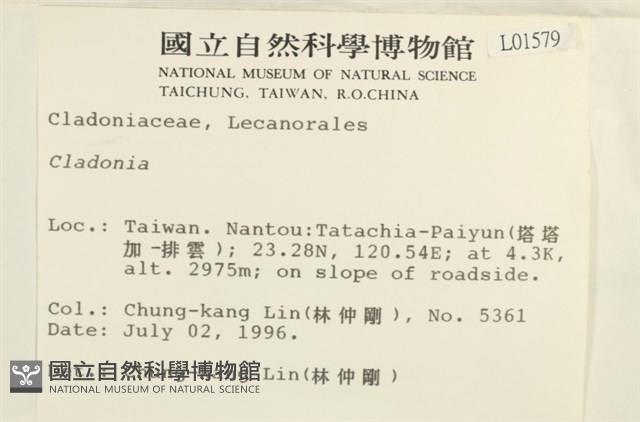 國立自然科學博物館
L01579
NATIONAL MUSEUM OF NATURAL SCIENCE
TAICHUNG, TAIWAN, R.O.CHINA
Cladoniaceae, Lecanorales
Cladonia
Loc.: Taiwan. Nantou:Tatachia-Paiyun(塔塔
加-排雲); 23.28N, 120.54E; at 4.3K,
alt. 2975m; on slope of roadside.
Col.: Chung-kang Lin(林仲剛), No. 5361
Date: July 02, 1996.
Lin(林仲剛)
國立自然科學博物館
NATIONAL MUSEUM OF NATURAL SCIENCE